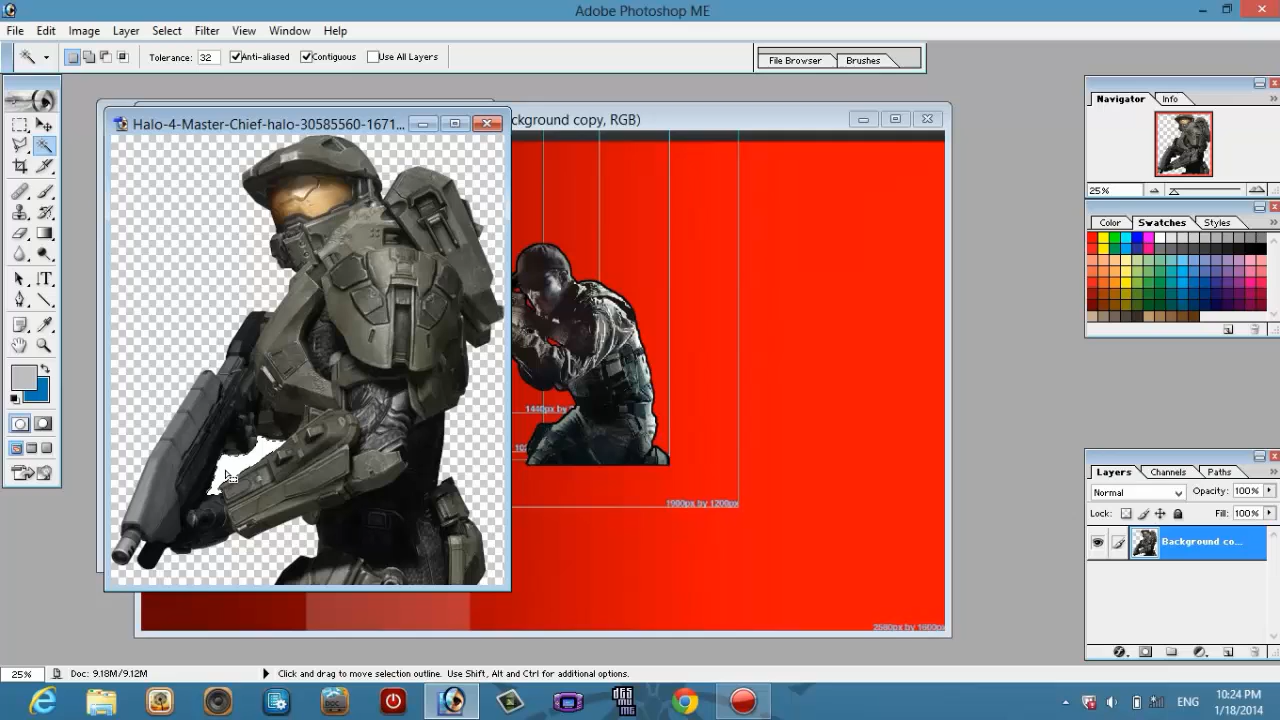 Adobe Photoshop ME
File Edit Image Layer Select Filter View Window Help
Tolerance: 32 Anti-aliased Contiguous Use All Layers
File Browser Brushes
Navigator Info
Halo-4-Master-Chief-halo-30585560-1671...
ckground copy, RGB)
25%
Color Swatches Styles
1440px by
1900px by 1200px
2560px by 1600px
Layers Channels Paths
Normal Opacity: 100%
Lock: Fill: 100%
Background co...
25% Doc: 9.18M/9.12M Click and drag to move selection outline. Use Shift, Alt and Ctrl for additional options.
DOC
ENG
10:24 PM
1/18/2014